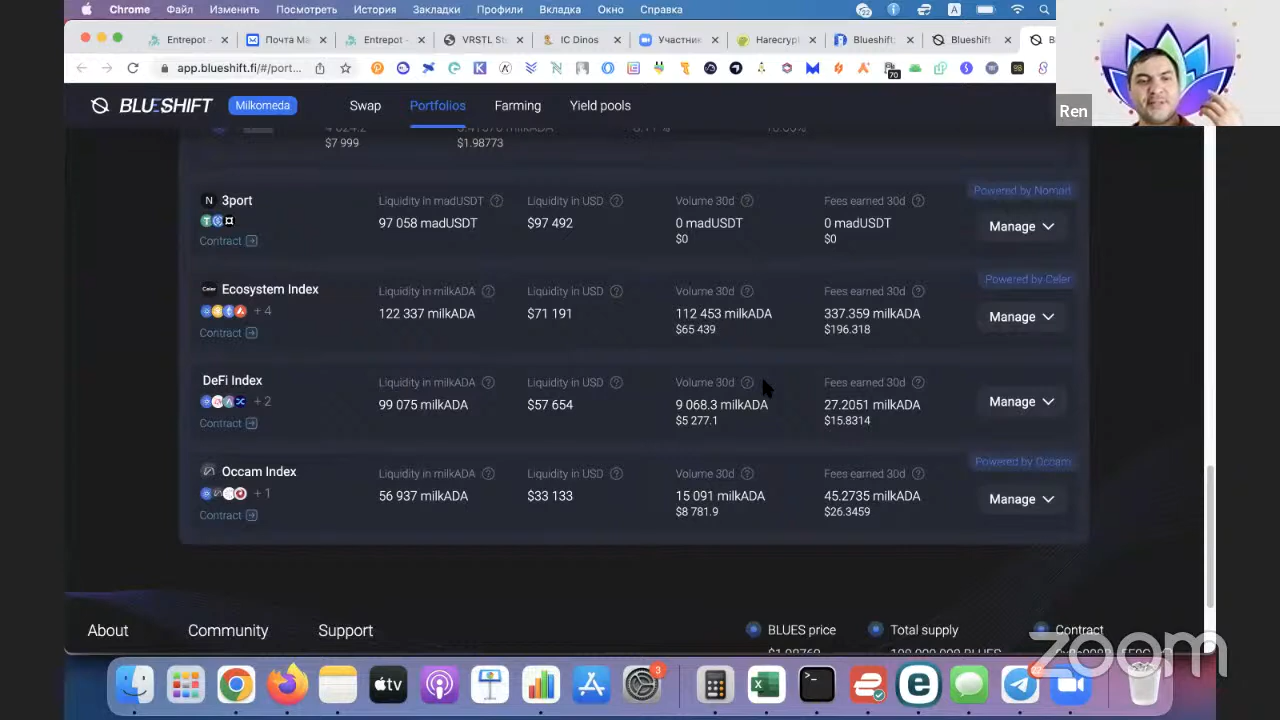 Chrome Файл Изменить Посмотреть История Закладки Профили Вкладка Окно Справка
Entrepot - Почта Ma Entrepot - VRSTL St IC Dinos Участник Harecryp Blueshift: Blueshift
app.blueshift.fi/#/port...
70
98
Ren
BLUESHIFT Milkomeda Swap Portfolios Farming Yield pools
$7 999 $1.98773
Powered by Nomad
N 3port Liquidity in madUSDT ? Liquidity in USD ? Volume 30d ? Fees earned 30d ?
97 058 madUSDT $97 492 0 madUSDT 0 madUSDT Manage
$0 $0
Contract
Powered by Celer
Celer Ecosystem Index Liquidity in milkADA ? Liquidity in USD ? Volume 30d ? Fees earned 30d ?
+ 4 122 337 milkADA $71 191 112 453 milkADA 337.359 milkADA Manage
$65 439 $196.318
Contract
DeFi Index Liquidity in milkADA ? Liquidity in USD ? Volume 30d ? Fees earned 30d ?
+ 2 99 075 milkADA $57 654 9 068.3 milkADA 27.2051 milkADA Manage
$5 277.1 $15.8314
Contract
Powered by Occam
Occam Index Liquidity in milkADA ? Liquidity in USD ? Volume 30d ? Fees earned 30d ?
+ 1 56 937 milkADA $33 133 15 091 milkADA 45.2735 milkADA Manage
$8 781.9 $26.3459
Contract
About Community Support BLUES price Total supply Contract
zoom
tv
3